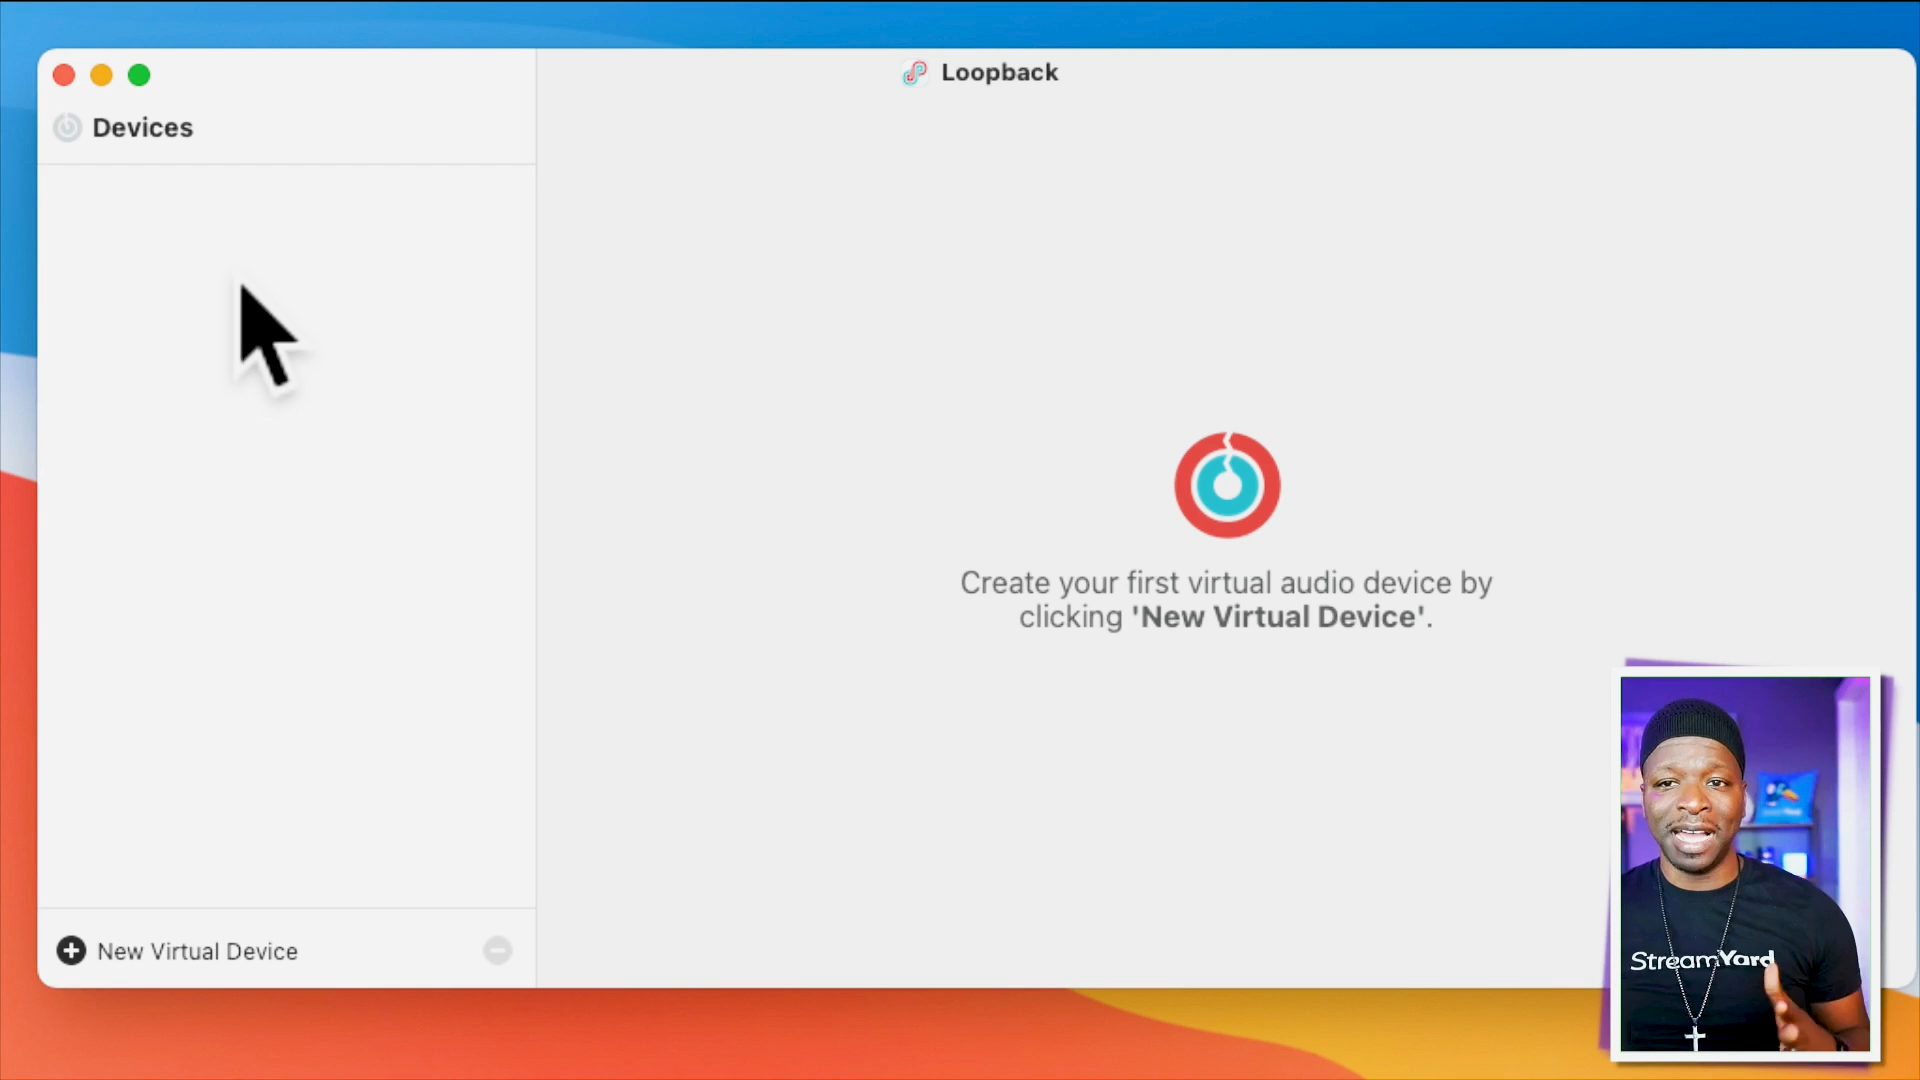 Loopback
Devices
Create your first virtual audio device by
clicking 'New Virtual Device'.
New Virtual Device
StreamYard